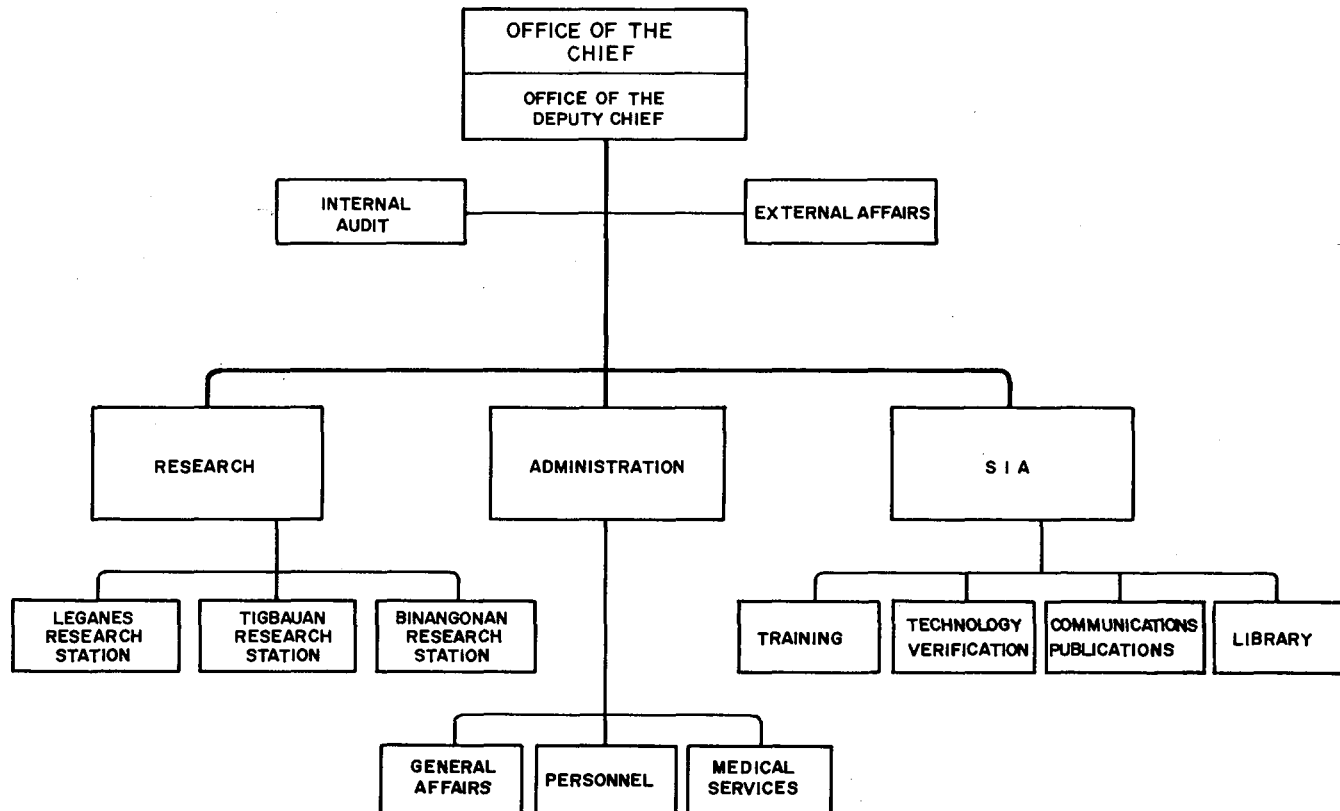 OFFICE OF THE
CHIEF
OFFICE OF THE
DEPUTY CHIEF
INTERNAL
AUDIT
EXTERNAL AFFAIRS
RESEARCH
ADMINISTRATION
S I A
LEGANES
RESEARCH
STATION
TIGBAUAN
RESEARCH
STATION
BINANGONAN
RESEARCH
STATION
TRAINING
TECHNOLOGY
VERIFICATION
COMMUNICATIONS
PUBLICATIONS
LIBRARY
GENERAL
AFFAIRS
PERSONNEL
MEDICAL
SERVICES